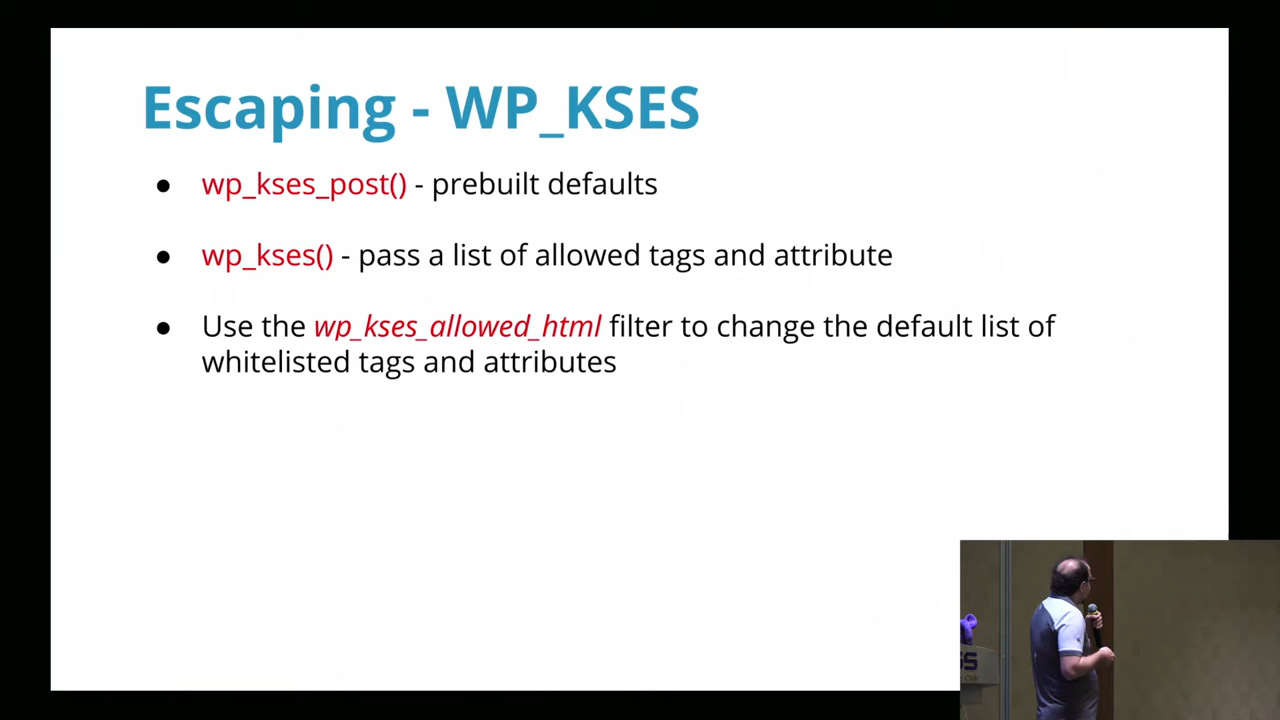 Escaping - WP_KSES
● wp_kses_post() - prebuilt defaults
● wp_kses() - pass a list of allowed tags and attribute
● Use the wp_kses_allowed_html filter to change the default list of
whitelisted tags and attributes